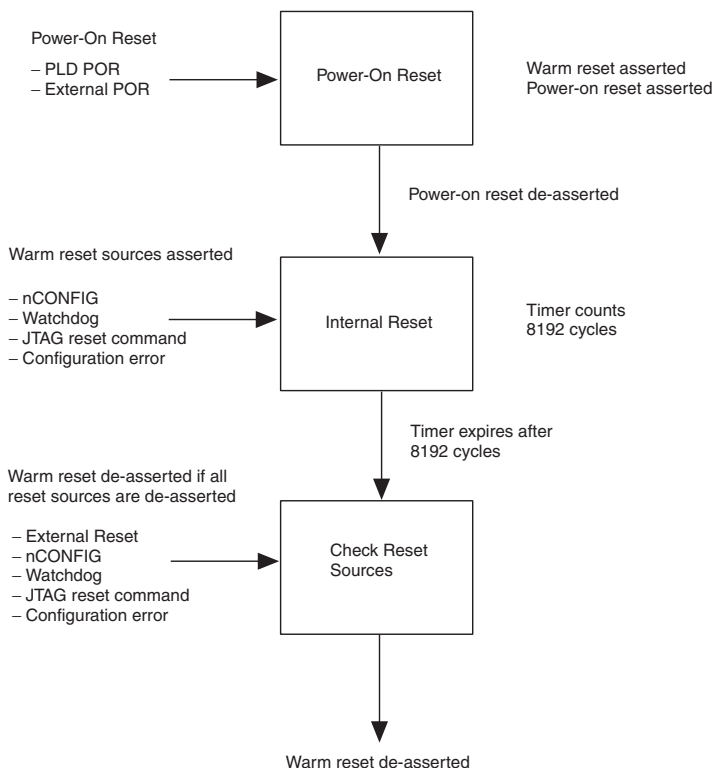 Power-On Reset
– PLD POR
– External POR
Power-On Reset
Warm reset asserted
Power-on reset asserted
Power-on reset de-asserted
Warm reset sources asserted
– nCONFIG
– Watchdog
– JTAG reset command
– Configuration error
Internal Reset
Timer counts
8192 cycles
Timer expires after
8192 cycles
Warm reset de-asserted if all
reset sources are de-asserted
– External Reset
– nCONFIG
– Watchdog
– JTAG reset command
– Configuration error
Check Reset
Sources
Warm reset de-asserted